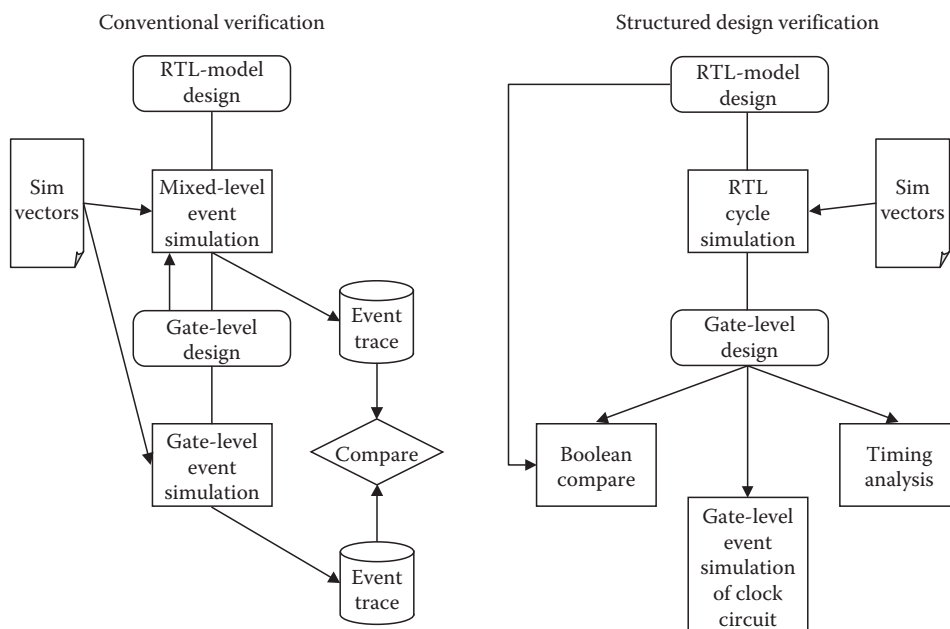 Conventional verification
RTL-model
design
Sim
vectors
Mixed-level
event
simulation
Gate-level
design
Event
trace
Gate-level
event
simulation
Compare
Event
trace
Structured design verification
RTL-model
design
RTL
cycle
simulation
Sim
vectors
Gate-level
design
Boolean
compare
Timing
analysis
Gate-level
event
simulation
of clock
circuit